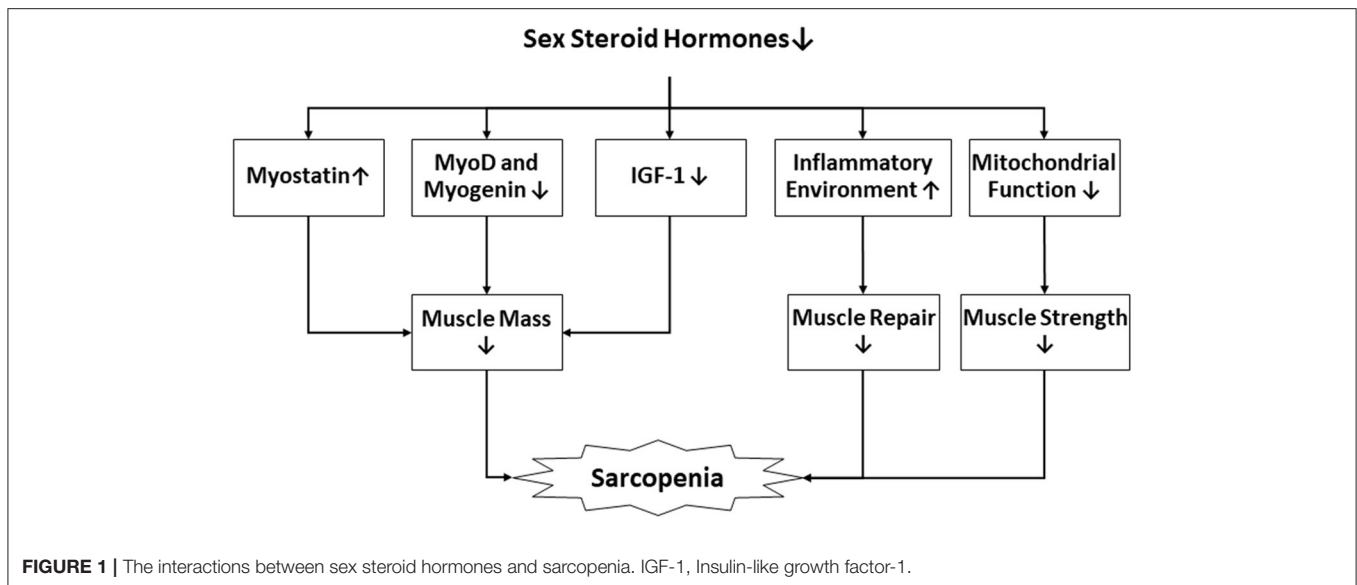 Sex Steroid Hormones↓
Myostatin↑
MyoD and
Myogenin ↓
IGF-1 ↓
Inflammatory
Environment ↑
Mitochondrial
Function ↓
Muscle Mass
↓
Muscle Repair
↓
Muscle Strength
↓
Sarcopenia
FIGURE 1 | The interactions between sex steroid hormones and sarcopenia. IGF-1, Insulin-like growth factor-1.